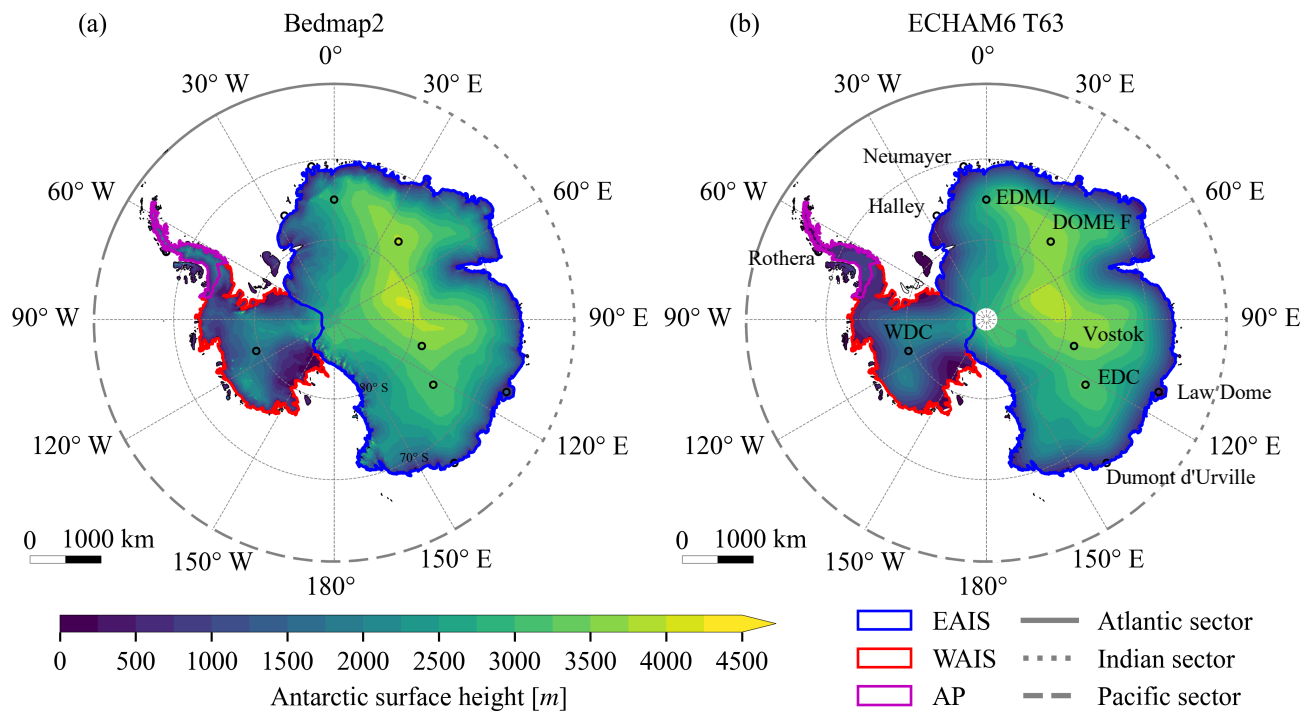 (a)
Bedmap2
0°
30° W
30° E
60° W
60° E
90° W
90° E
80° S
70° S
120° W
120° E
150° W
150° E
180°
0 1000 km
(b)
ECHAM6 T63
0°
30° W
30° E
Neumayer
60° W
60° E
Halley
EDML
DOME F
Rothera
90° W
90° E
WDC
Vostok
EDC
Law Dome
120° W
120° E
Dumont d'Urville
150° W
150° E
180°
0 1000 km
0 500 1000 1500 2000 2500 3000 3500 4000 4500
Antarctic surface height [m]
EAIS
WAIS
AP
Atlantic sector
Indian sector
Pacific sector